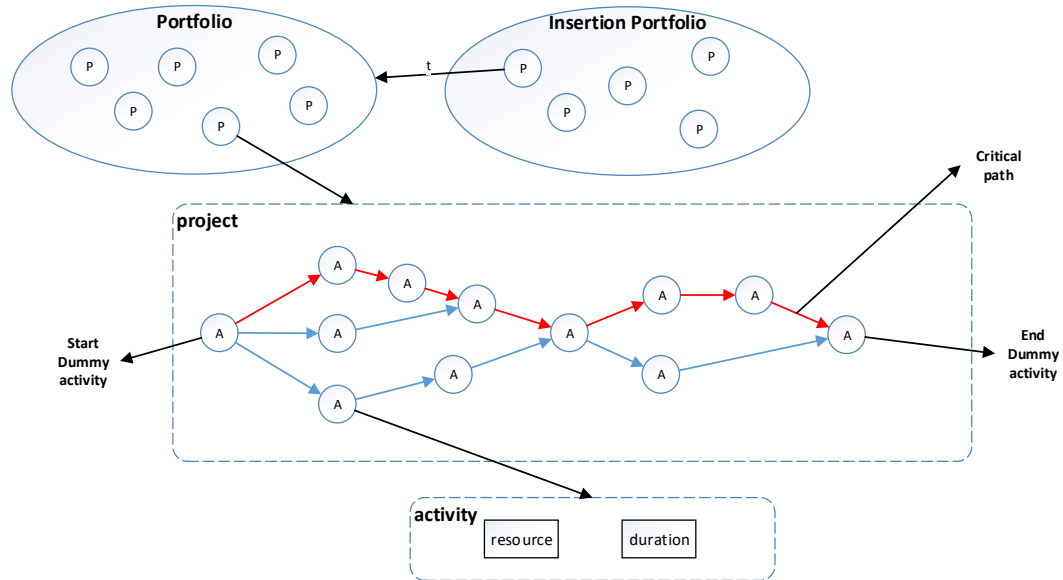 Portfolio
Insertion Portfolio
P
P
P
P
P
P
t
P
P
P
P
P
Critical
path
project
A
A
A
A
A
A
A
A
A
A
A
A
Start
Dummy
activity
End
Dummy
activity
activity
resource
duration